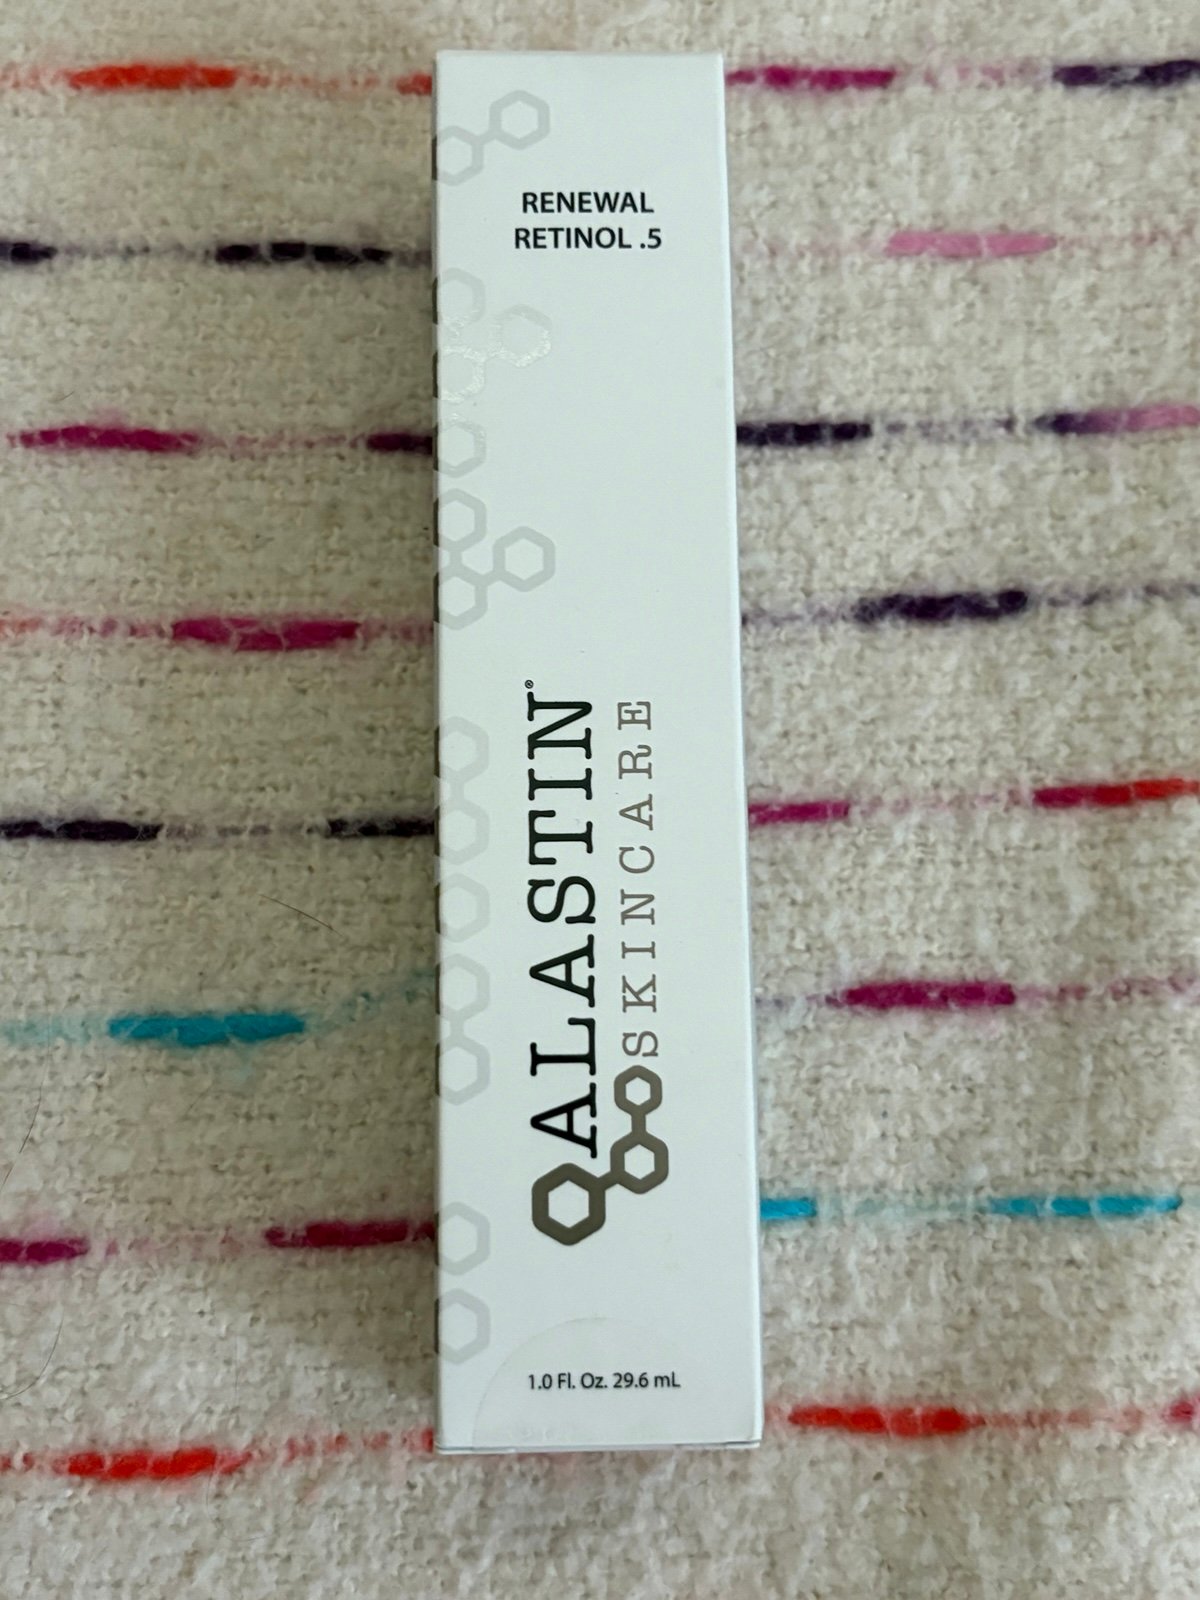 RENEWAL
RETINOL .5
ALASTIN®
SKINCARE
1.0 Fl. Oz. 29.6 mL